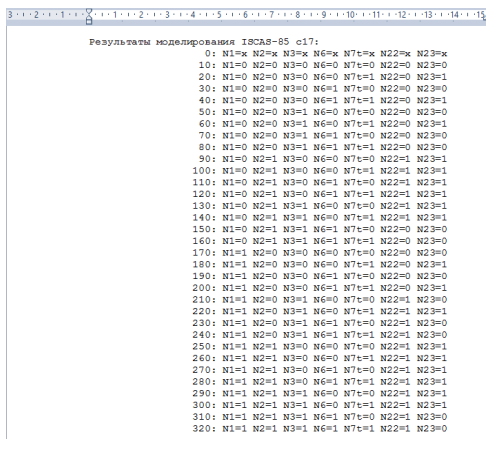 3 · 2 · 1 · 1 · 2 · 3 · 4 · 5 · 6 · 7 · 8 · 9 · 10 · 11 · 12 · 13 · 14 · 15
Результаты моделирования ISCAS-85 c17:
0: N1=x N2=x N3=x N6=x N7t=x N22=x N23=x
10: N1=0 N2=0 N3=0 N6=0 N7t=0 N22=0 N23=0
20: N1=0 N2=0 N3=0 N6=0 N7t=1 N22=0 N23=1
30: N1=0 N2=0 N3=0 N6=1 N7t=0 N22=0 N23=0
40: N1=0 N2=0 N3=0 N6=1 N7t=1 N22=0 N23=1
50: N1=0 N2=0 N3=1 N6=0 N7t=0 N22=0 N23=0
60: N1=0 N2=0 N3=1 N6=0 N7t=1 N22=0 N23=1
70: N1=0 N2=0 N3=1 N6=1 N7t=0 N22=0 N23=0
80: N1=0 N2=0 N3=1 N6=1 N7t=1 N22=0 N23=0
90: N1=0 N2=1 N3=0 N6=0 N7t=0 N22=1 N23=1
100: N1=0 N2=1 N3=0 N6=0 N7t=1 N22=1 N23=1
110: N1=0 N2=1 N3=0 N6=1 N7t=0 N22=1 N23=1
120: N1=0 N2=1 N3=0 N6=1 N7t=1 N22=1 N23=1
130: N1=0 N2=1 N3=1 N6=0 N7t=0 N22=1 N23=1
140: N1=0 N2=1 N3=1 N6=0 N7t=1 N22=1 N23=1
150: N1=0 N2=1 N3=1 N6=1 N7t=0 N22=0 N23=0
160: N1=0 N2=1 N3=1 N6=1 N7t=1 N22=0 N23=0
170: N1=1 N2=0 N3=0 N6=0 N7t=0 N22=0 N23=0
180: N1=1 N2=0 N3=0 N6=0 N7t=1 N22=0 N23=1
190: N1=1 N2=0 N3=0 N6=1 N7t=0 N22=0 N23=0
200: N1=1 N2=0 N3=0 N6=1 N7t=1 N22=0 N23=1
210: N1=1 N2=0 N3=1 N6=0 N7t=0 N22=1 N23=0
220: N1=1 N2=0 N3=1 N6=0 N7t=1 N22=1 N23=1
230: N1=1 N2=0 N3=1 N6=1 N7t=0 N22=1 N23=0
240: N1=1 N2=0 N3=1 N6=1 N7t=1 N22=1 N23=0
250: N1=1 N2=1 N3=0 N6=0 N7t=0 N22=1 N23=1
260: N1=1 N2=1 N3=0 N6=0 N7t=1 N22=1 N23=1
270: N1=1 N2=1 N3=0 N6=1 N7t=0 N22=1 N23=1
280: N1=1 N2=1 N3=0 N6=1 N7t=1 N22=1 N23=1
290: N1=1 N2=1 N3=1 N6=0 N7t=0 N22=1 N23=1
300: N1=1 N2=1 N3=1 N6=0 N7t=1 N22=1 N23=1
310: N1=1 N2=1 N3=1 N6=1 N7t=0 N22=1 N23=0
320: N1=1 N2=1 N3=1 N6=1 N7t=1 N22=1 N23=0